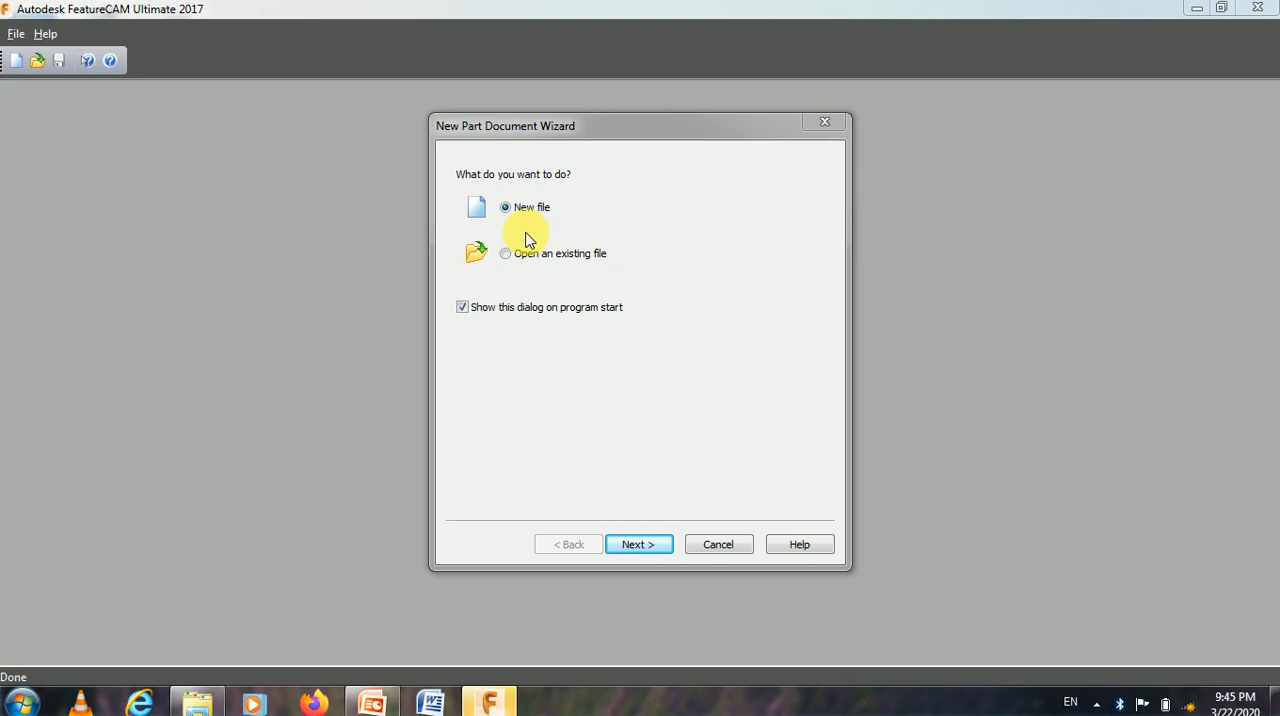 Autodesk FeatureCAM Ultimate 2017
File Help
New Part Document Wizard
What do you want to do?
New file
Open an existing file
Show this dialog on program start
< Back Next > Cancel Help
Done
EN
9:45 PM
3/22/2020